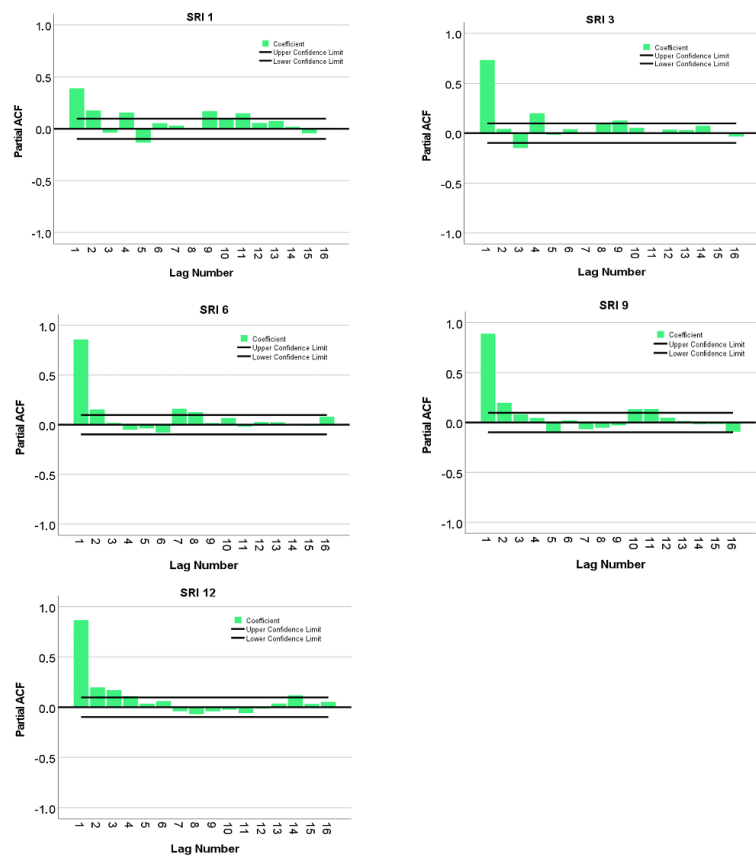 SRI 1
Coefficient
Upper Confidence Limit
Lower Confidence Limit
Partial ACF
1.0
0.5
0.0
-0.5
-1.0
1 2 3 4 5 6 7 8 9 10 11 12 13 14 15 16
Lag Number
SRI 3
Coefficient
Upper Confidence Limit
Lower Confidence Limit
Partial ACF
1.0
0.5
0.0
-0.5
-1.0
1 2 3 4 5 6 7 8 9 10 11 12 13 14 15 16
Lag Number
SRI 6
Coefficient
Upper Confidence Limit
Lower Confidence Limit
Partial ACF
1.0
0.5
0.0
-0.5
-1.0
1 2 3 4 5 6 7 8 9 10 11 12 13 14 15 16
Lag Number
SRI 9
Coefficient
Upper Confidence Limit
Lower Confidence Limit
Partial ACF
1.0
0.5
0.0
-0.5
-1.0
1 2 3 4 5 6 7 8 9 10 11 12 13 14 15 16
Lag Number
SRI 12
Coefficient
Upper Confidence Limit
Lower Confidence Limit
Partial ACF
1.0
0.5
0.0
-0.5
-1.0
1 2 3 4 5 6 7 8 9 10 11 12 13 14 15 16
Lag Number